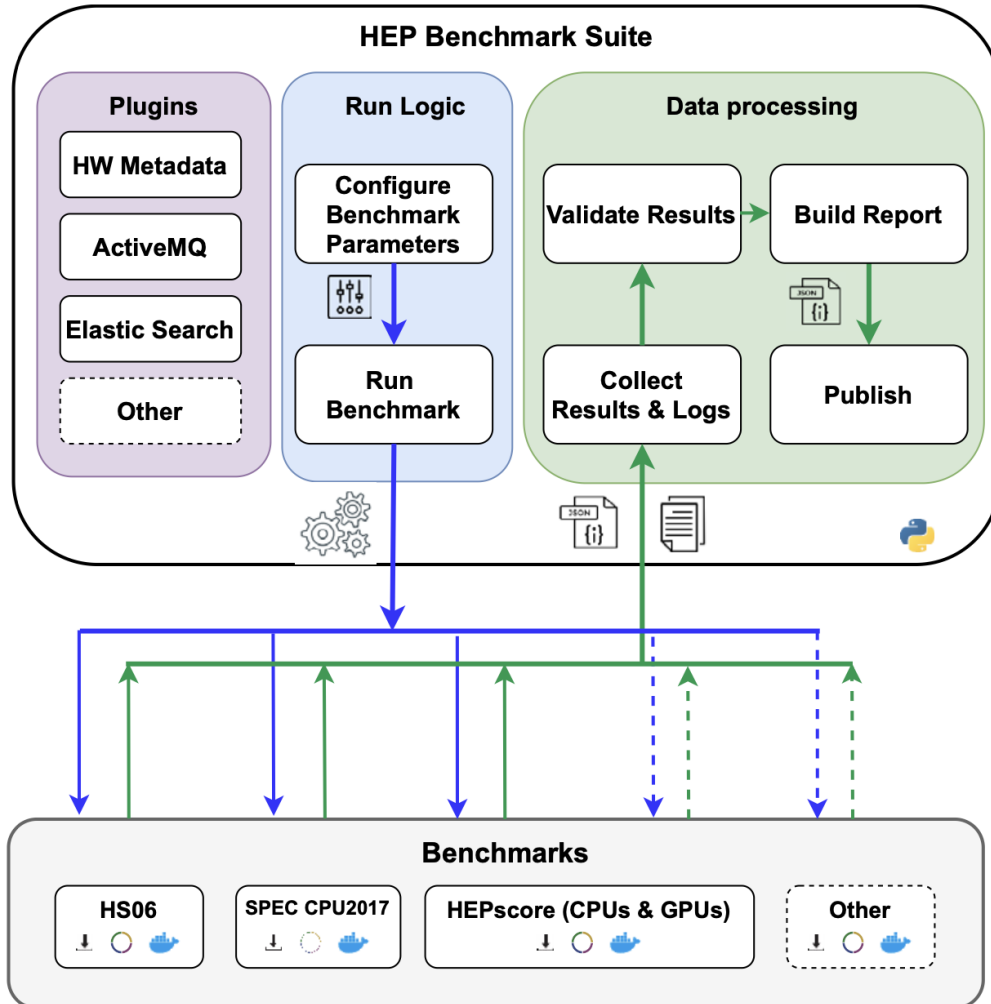 HEP Benchmark Suite
Plugins
HW Metadata
ActiveMQ
Elastic Search
Other
Run Logic
Configure
Benchmark
Parameters
Run
Benchmark
Data processing
Validate Results
Build Report
JSON
{i}
Collect
Results & Logs
Publish
JSON
{i}
Benchmarks
HS06
SPEC CPU2017
HEPscore (CPUs & GPUs)
Other